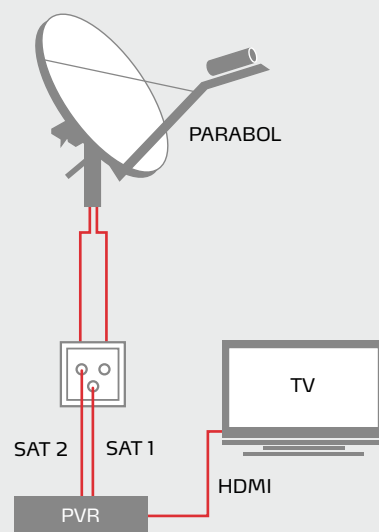 PARABOL
TV
SAT 2
SAT 1
HDMI
PVR